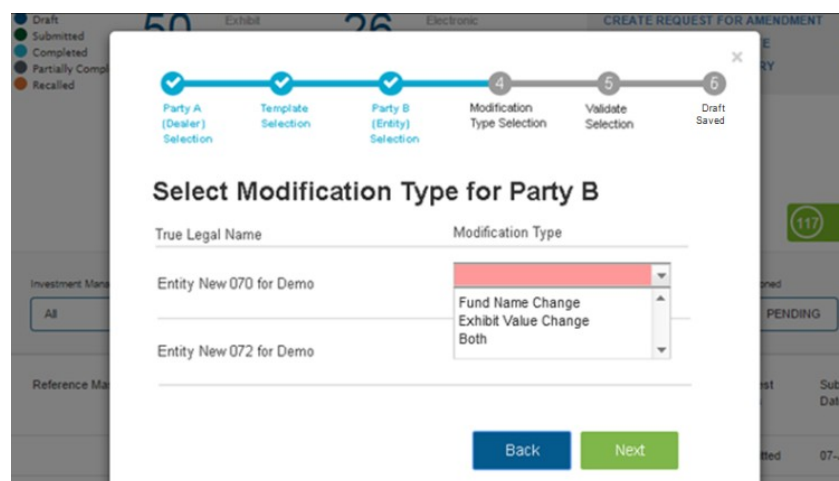 Draft
Submitted
Completed
Partially Compl
Recalled
50
Exhibit
26
Electronic
CREATE REQUEST FOR AMENDMENT
E
RY
×
4
5
6
Party A
(Dealer)
Selection
Template
Selection
Party B
(Entity)
Selection
Modification
Type Selection
Validate
Selection
Draft
Saved
Select Modification Type for Party B
True Legal Name
Modification Type
117
Entity New 070 for Demo
Fund Name Change
Exhibit Value Change
Both
Entity New 072 for Demo
Investment Mana
All
oned
PENDING
Reference Mas
est
Sub
Dat
Back
Next
itted
07-